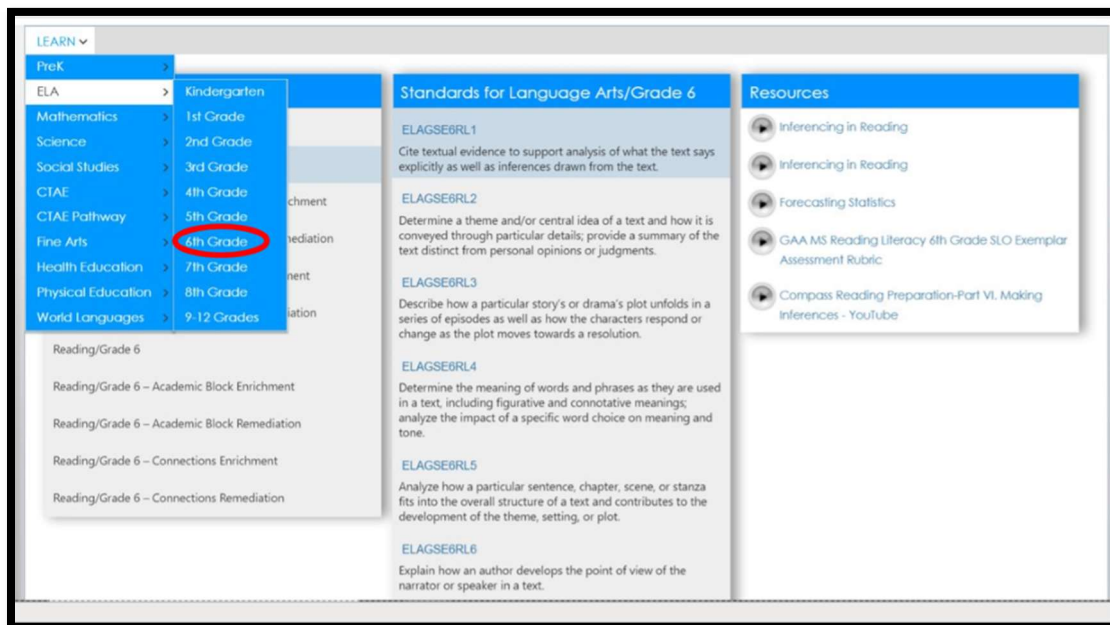 LEARN
PreK
ELA
Mathematics
Science
Social Studies
CTAE
CTAE Pathway
Fine Arts
Health Education
Physical Education
World Languages
Kindergarten
1st Grade
2nd Grade
3rd Grade
4th Grade
5th Grade
6th Grade
7th Grade
8th Grade
9-12 Grades
Reading/Grade 6
Reading/Grade 6 – Academic Block Enrichment
Reading/Grade 6 – Academic Block Remediation
Reading/Grade 6 – Connections Enrichment
Reading/Grade 6 – Connections Remediation
Standards for Language Arts/Grade 6
ELAGSE6RL1
Cite textual evidence to support analysis of what the text says
explicitly as well as inferences drawn from the text.
ELAGSE6RL2
Determine a theme and/or central idea of a text and how it is
conveyed through particular details; provide a summary of the
text distinct from personal opinions or judgments.
ELAGSE6RL3
Describe how a particular story's or drama's plot unfolds in a
series of episodes as well as how the characters respond or
change as the plot moves towards a resolution.
ELAGSE6RL4
Determine the meaning of words and phrases as they are used
in a text, including figurative and connotative meanings;
analyze the impact of a specific word choice on meaning and
tone.
ELAGSE6RL5
Analyze how a particular sentence, chapter, scene, or stanza
fits into the overall structure of a text and contributes to the
development of the theme, setting, or plot.
ELAGSE6RL6
Explain how an author develops the point of view of the
narrator or speaker in a text.
Resources
Inferencing in Reading
Inferencing in Reading
Forecasting Statistics
GAA MS Reading Literacy 6th Grade SLO Exemplar
Assessment Rubric
Compass Reading Preparation-Part VI. Making
Inferences - YouTube